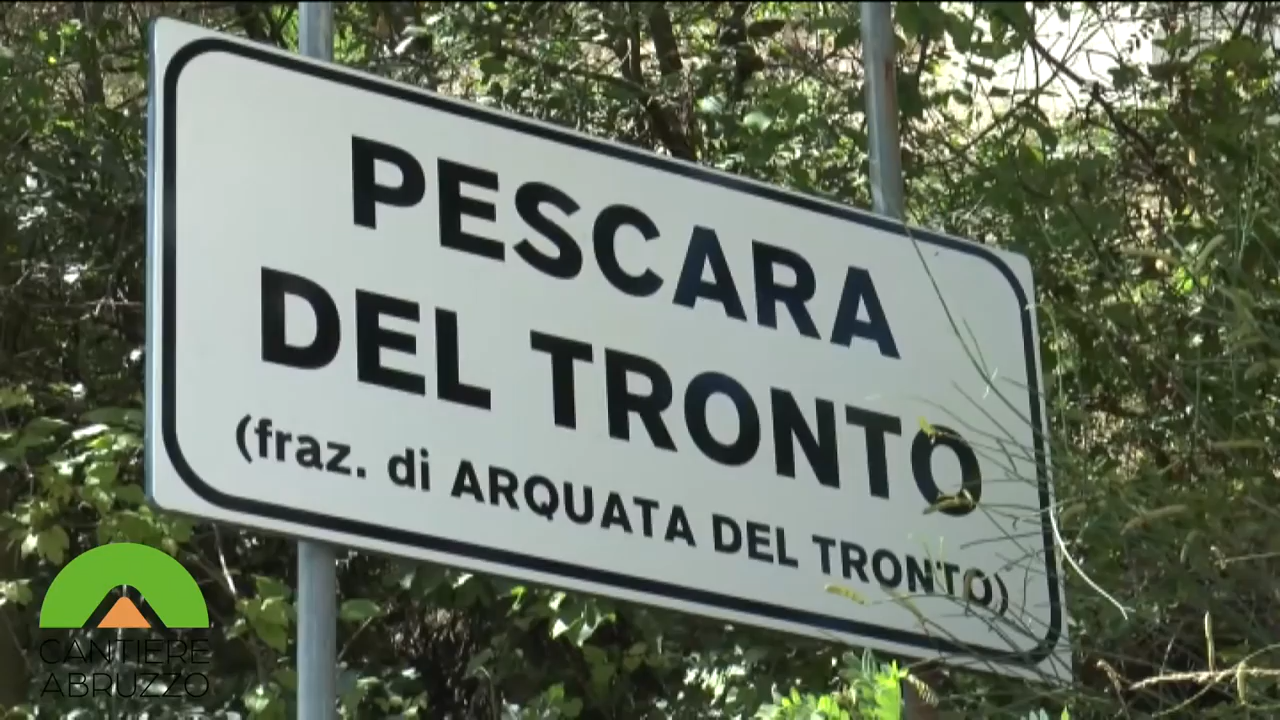 PESCARA
DEL TRONTO
(fraz. di ARQUATA DEL TRONTO)
CANTIERE
ABRUZZO